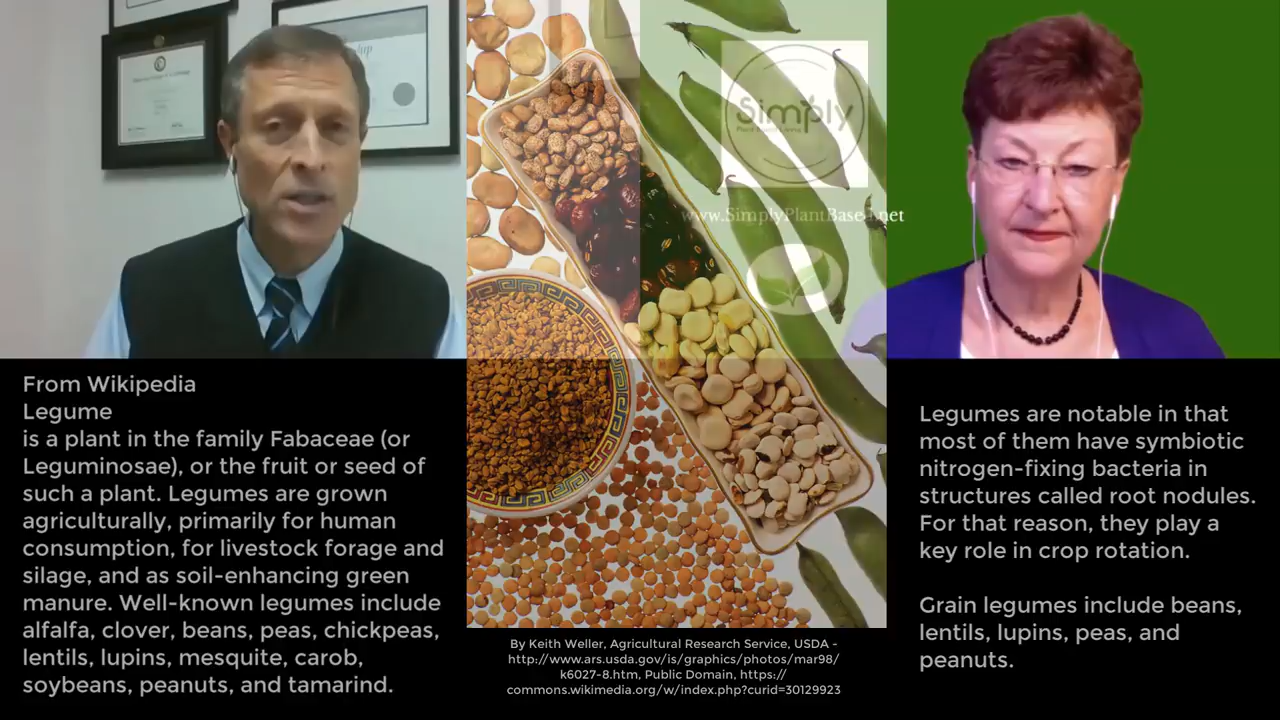 Simply
www.SimplyPlantBased.net
From Wikipedia
Legume
is a plant in the family Fabaceae (or
Leguminosae), or the fruit or seed of
such a plant. Legumes are grown
agriculturally, primarily for human
consumption, for livestock forage and
silage, and as soil-enhancing green
manure. Well-known legumes include
alfalfa, clover, beans, peas, chickpeas,
lentils, lupins, mesquite, carob,
soybeans, peanuts, and tamarind.
By Keith Weller, Agricultural Research Service, USDA -
http://www.ars.usda.gov/is/graphics/photos/mar98/
k6027-8.htm, Public Domain, https://
commons.wikimedia.org/w/index.php?curid=30129923
Legumes are notable in that
most of them have symbiotic
nitrogen-fixing bacteria in
structures called root nodules.
For that reason, they play a
key role in crop rotation.
Grain legumes include beans,
lentils, lupins, peas, and
peanuts.